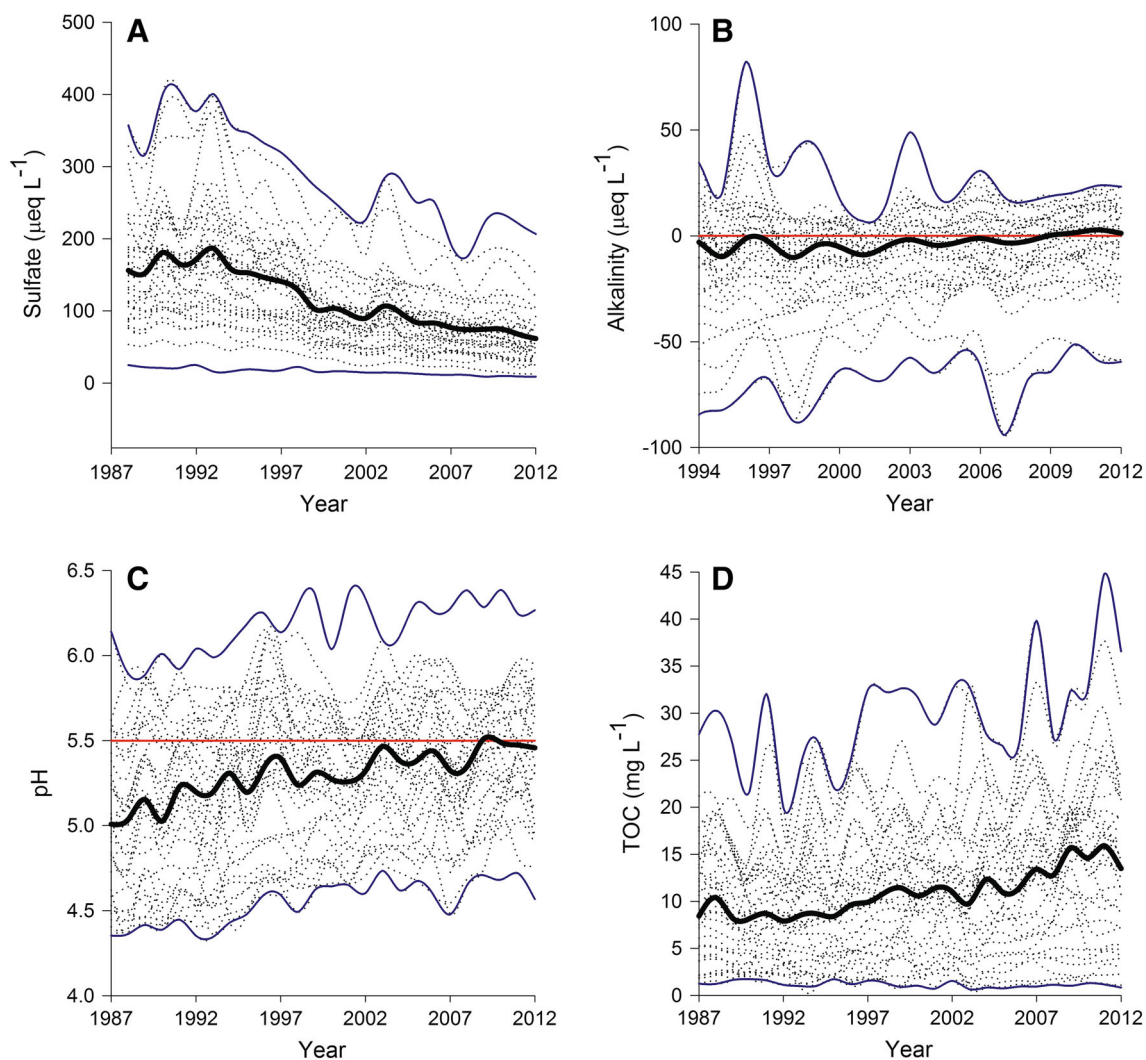 A
500
400
300
200
100
0
Sulfate (μeq L⁻¹)
1987 1992 1997 2002 2007 2012
Year
B
100
50
0
-50
-100
Alkalinity (μeq L⁻¹)
1994 1997 2000 2003 2006 2009 2012
Year
C
6.5
6.0
5.5
5.0
4.5
4.0
pH
1987 1992 1997 2002 2007 2012
Year
D
45
40
35
30
25
20
15
10
5
0
TOC (mg L⁻¹)
1987 1992 1997 2002 2007 2012
Year